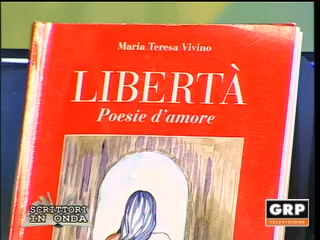 Maria Teresa Vivino
LIBERTÀ
Poesie d'amore
SCRITTORI
IN ONDA
GRP
TELEVISIONE